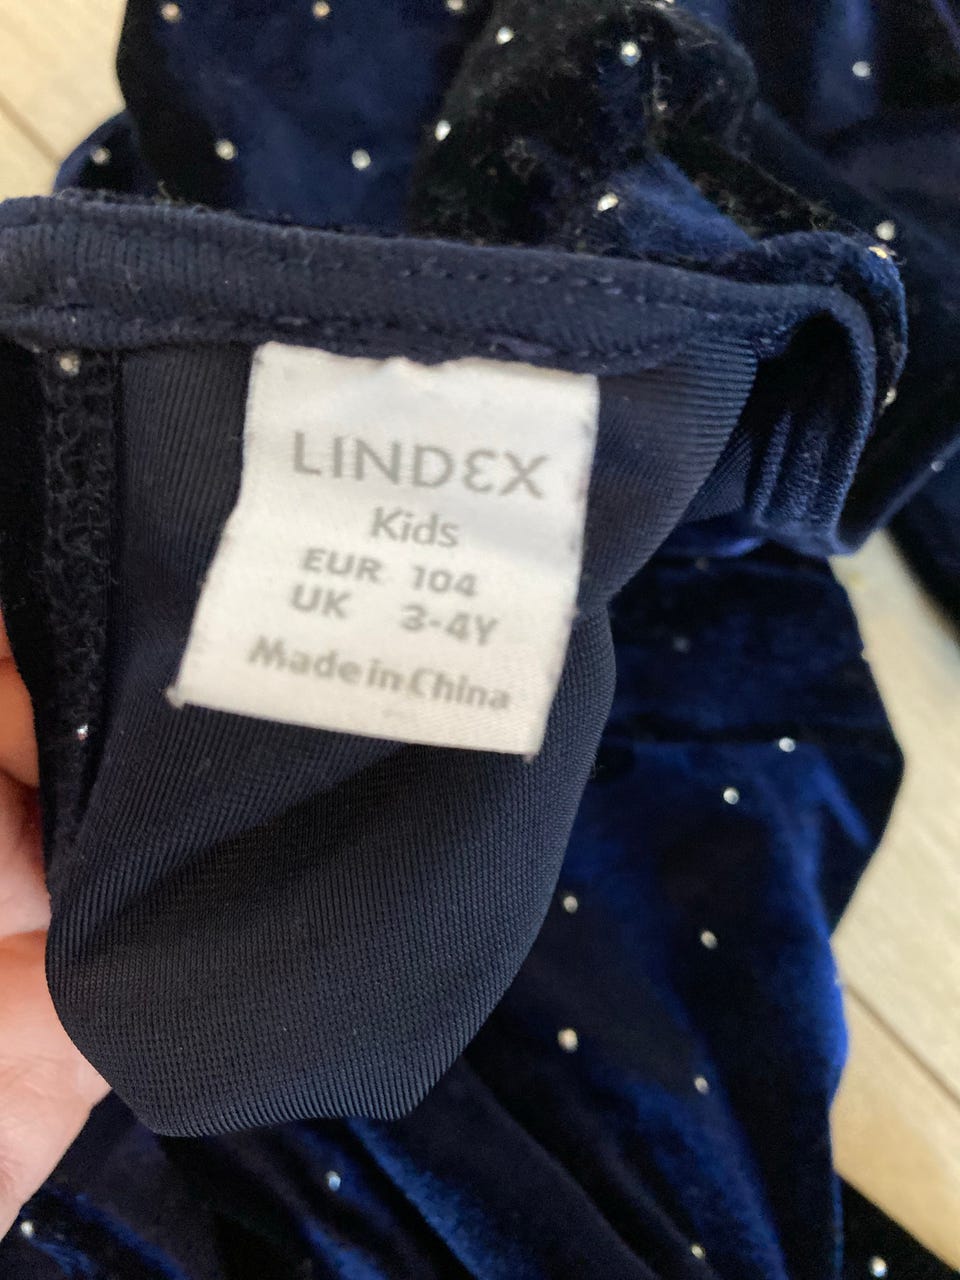 LINDEX
Kids
EUR 104
UK 3-4Y
Made in China